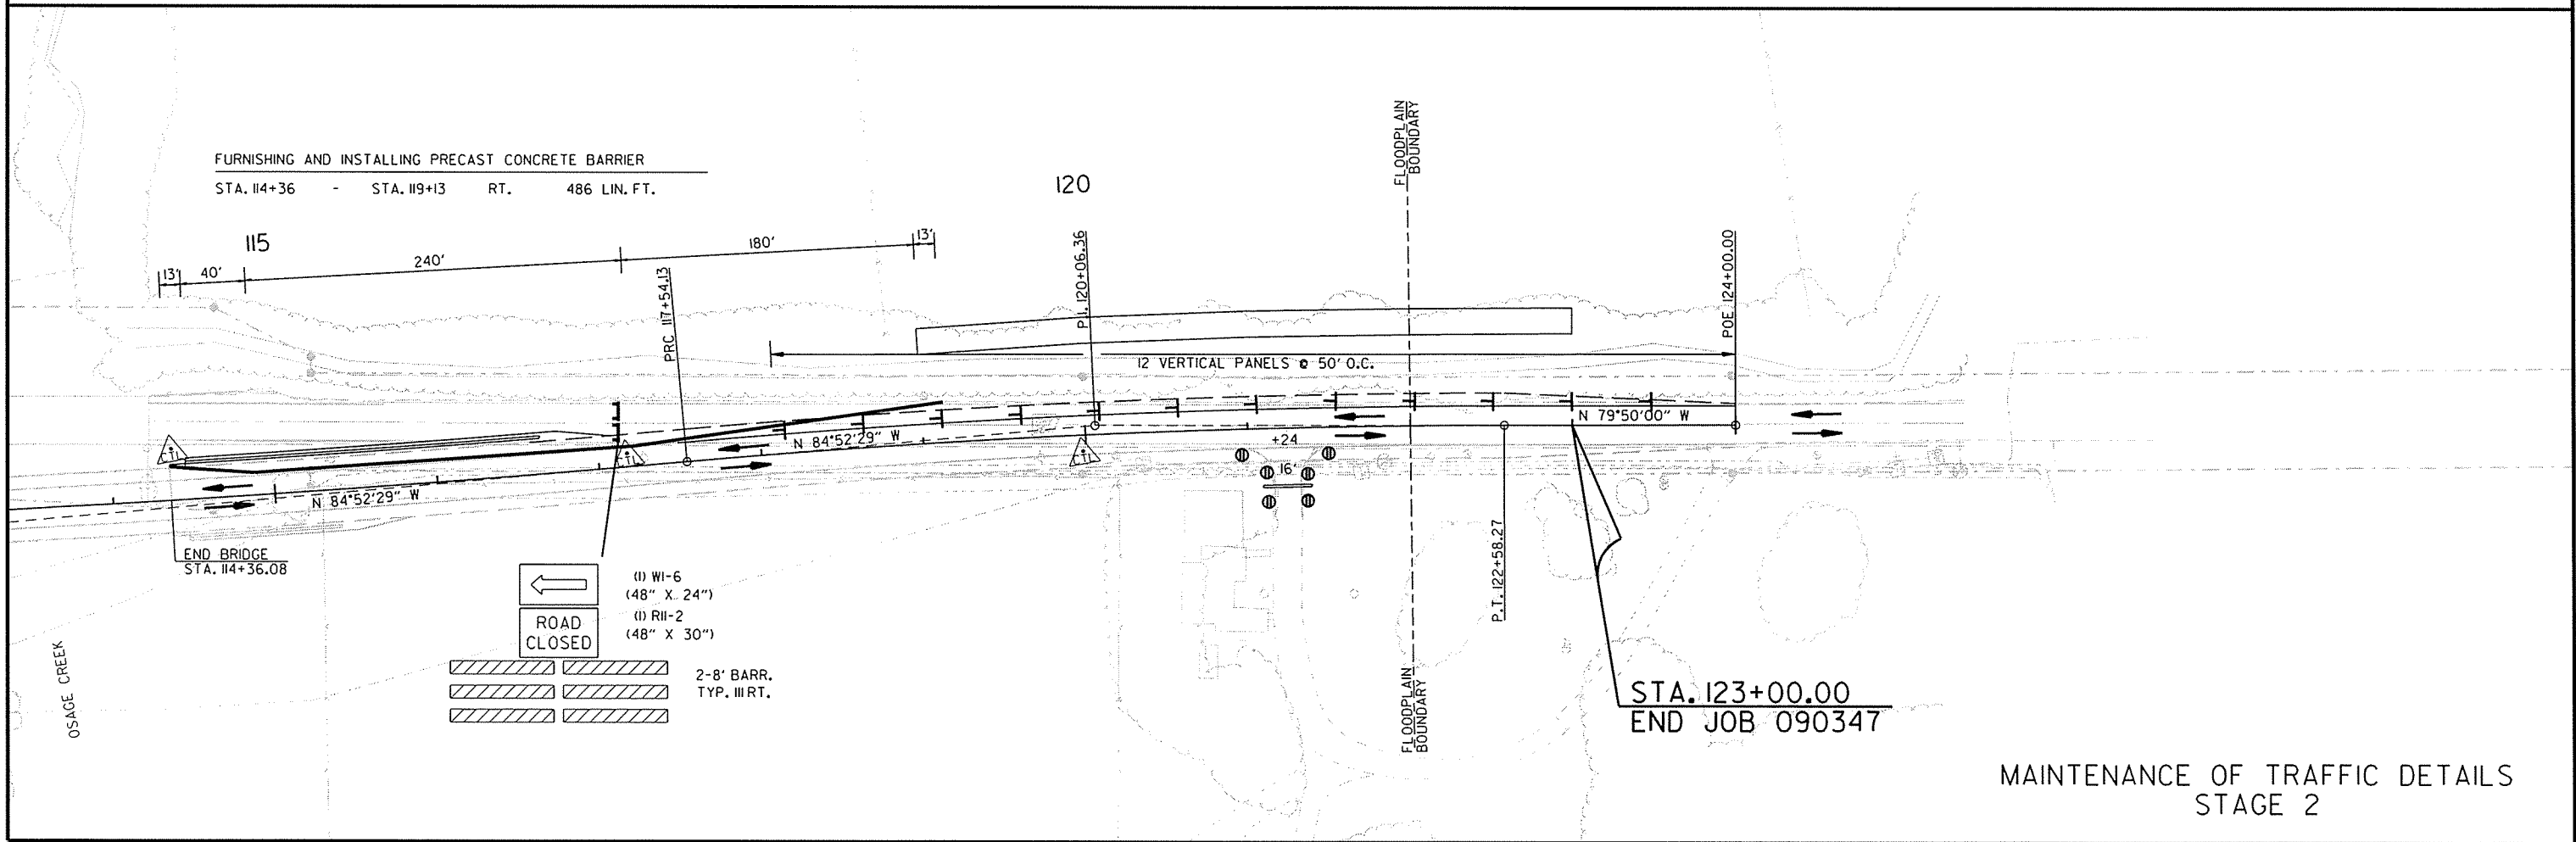 FURNISHING AND INSTALLING PRECAST CONCRETE BARRIER
STA. 114+36 - STA. 119+13 RT. 486 LIN. FT.
115
120
13'
40'
240'
180'
13'
PRC 117+54.13
P.I. 120+06.36
FLOODPLAIN
BOUNDARY
POE 124+00.00
12 VERTICAL PANELS @ 50' O.C.
N 84°52'29" W
N 84°52'29" W
N 79°50'00" W
+24
16'
END BRIDGE
STA. 114+36.08
P.T. 122+58.27
ROAD
CLOSED
(1) W1-6
(48" X 24")
(1) R11-2
(48" X 30")
2-8' BARR.
TYP. III RT.
OSAGE CREEK
FLOODPLAIN
BOUNDARY
STA. 123+00.00
END JOB 090347
MAINTENANCE OF TRAFFIC DETAILS
STAGE 2